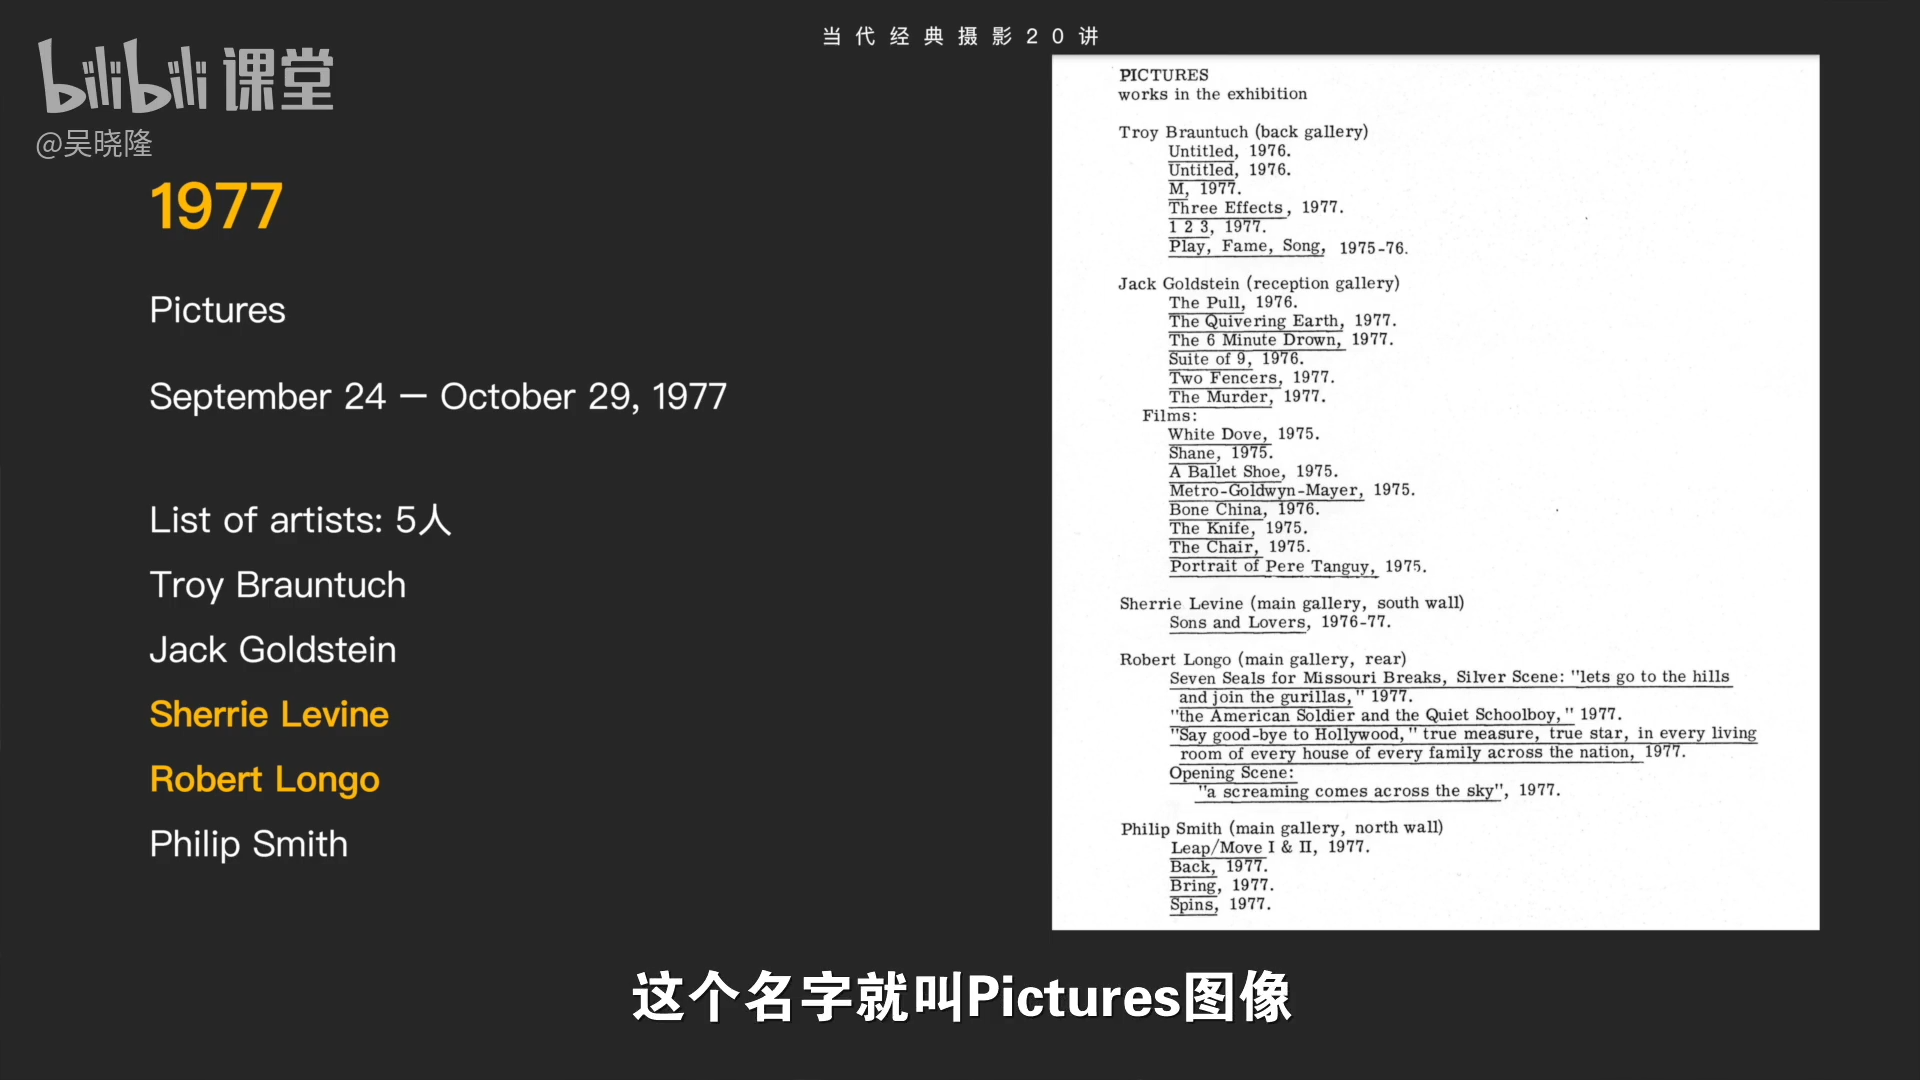 当代经典摄影20讲
bilibili 课堂
@吴晓隆
1977
Pictures
September 24 — October 29, 1977
List of artists: 5人
Troy Brauntuch
Jack Goldstein
Sherrie Levine
Robert Longo
Philip Smith
PICTURES
works in the exhibition
Troy Brauntuch (back gallery)
Untitled, 1976.
Untitled, 1976.
M, 1977.
Three Effects, 1977.
1 2 3, 1977.
Play, Fame, Song, 1975-76.
Jack Goldstein (reception gallery)
The Pull, 1976.
The Quivering Earth, 1977.
The 6 Minute Drown, 1977.
Suite of 9, 1976.
Two Fencers, 1977.
The Murder, 1977.
Films:
White Dove, 1975.
Shane, 1975.
A Ballet Shoe, 1975.
Metro-Goldwyn-Mayer, 1975.
Bone China, 1976.
The Knife, 1975.
The Chair, 1975.
Portrait of Pere Tanguy, 1975.
Sherrie Levine (main gallery, south wall)
Sons and Lovers, 1976-77.
Robert Longo (main gallery, rear)
Seven Seals for Missouri Breaks, Silver Scene: "lets go to the hills
and join the gurillas," 1977.
"the American Soldier and the Quiet Schoolboy," 1977.
"Say good-bye to Hollywood," true measure, true star, in every living
room of every house of every family across the nation, 1977.
Opening Scene:
"a screaming comes across the sky", 1977.
Philip Smith (main gallery, north wall)
Leap/Move I & II, 1977.
Back, 1977.
Bring, 1977.
Spins, 1977.
这个名字就叫Pictures图像